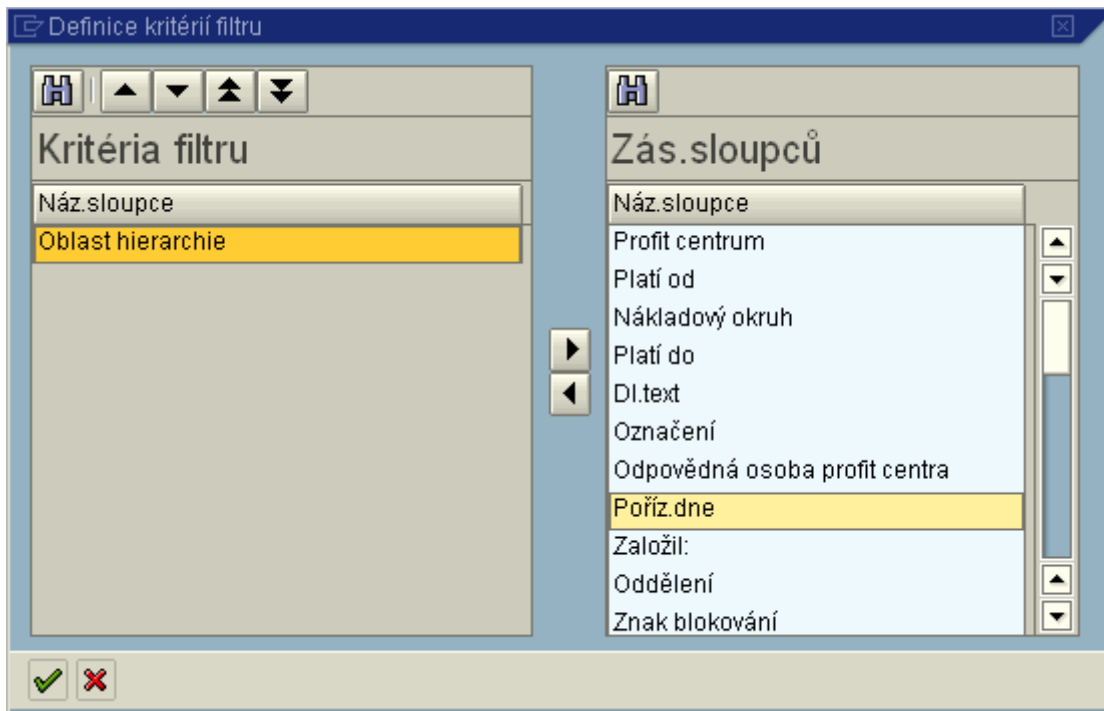 Definice kritérií filtru
Kritéria filtru
Náz.sloupce
Oblast hierarchie
Zás.sloupců
Náz.sloupce
Profit centrum
Platí od
Nákladový okruh
Platí do
Dl.text
Označení
Odpovědná osoba profit centra
Poříz.dne
Založil:
Oddělení
Znak blokování